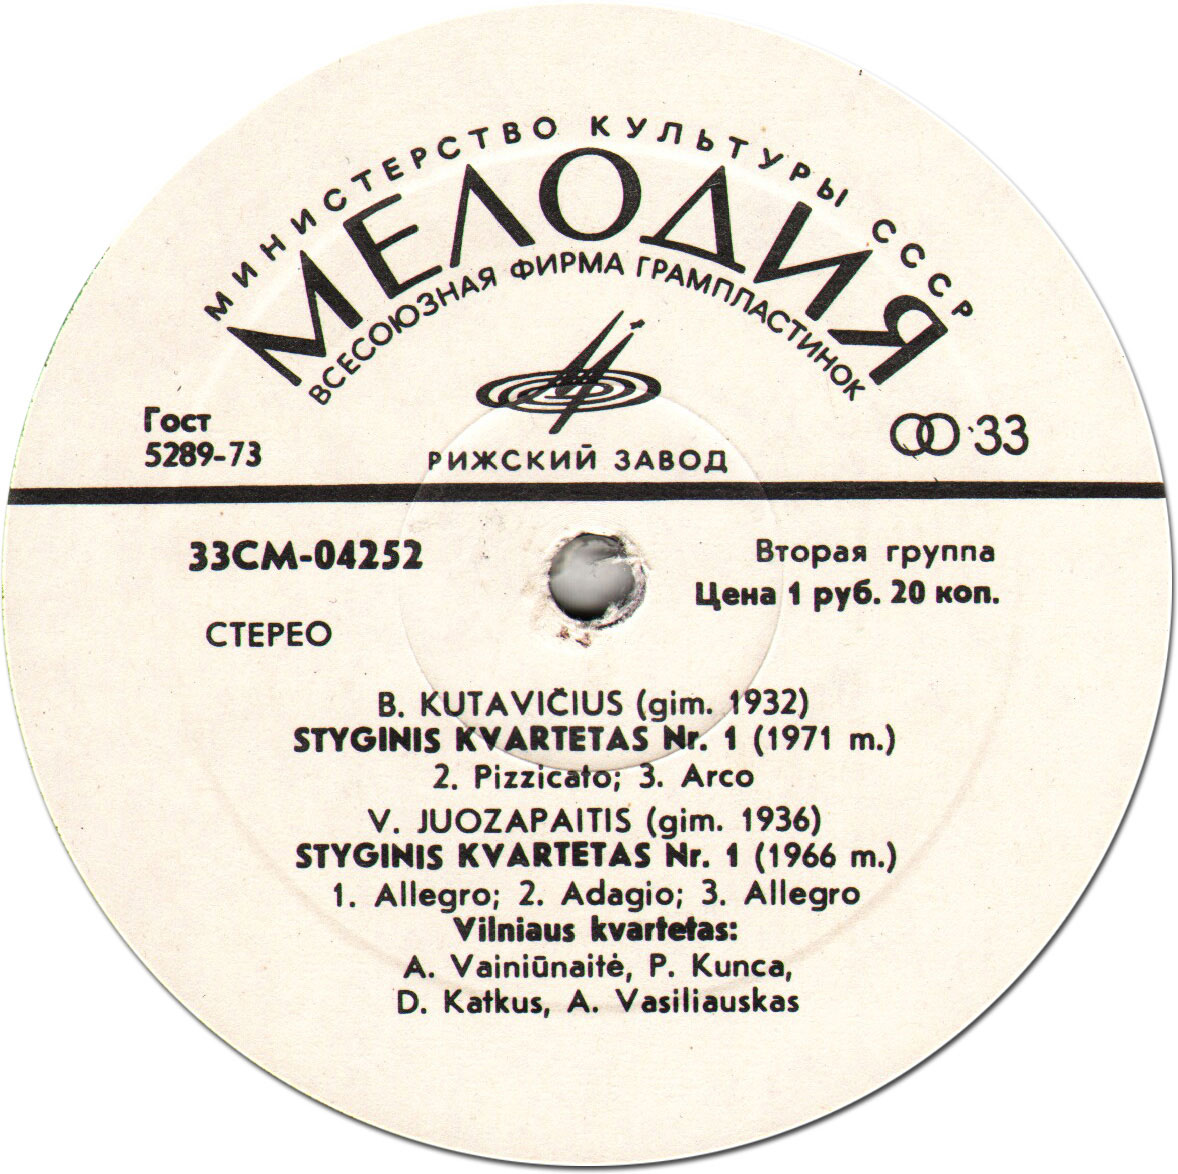 МИНИСТЕРСТВО КУЛЬТУРЫ СССР
МЕЛОДИЯ
ВСЕСОЮЗНАЯ ФИРМА ГРАМПЛАСТИНОК
Гост
5289-73
33
РИЖСКИЙ ЗАВОД
33СМ-04252
Вторая группа
Цена 1 руб. 20 коп.
СТЕРЕО
B. KUTAVIČIUS (gim. 1932)
STYGINIS KVARTETAS Nr. 1 (1971 m.)
2. Pizzicato; 3. Arco
V. JUOZAPAITIS (gim. 1936)
STYGINIS KVARTETAS Nr. 1 (1966 m.)
1. Allegro; 2. Adagio; 3. Allegro
Vilniaus kvartetas:
A. Vainiūnaitė, P. Kunca,
D. Katkus, A. Vasiliauskas